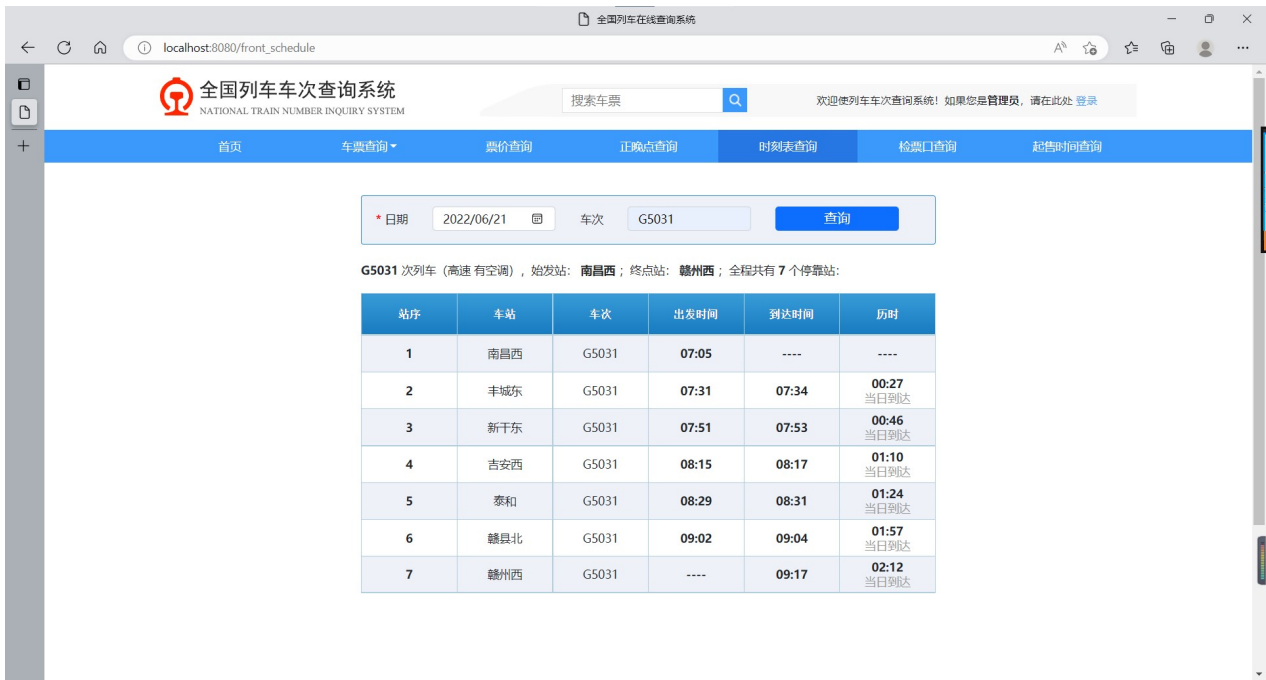 全国列车在线查询系统
localhost:8080/front_schedule
全国列车车次查询系统
NATIONAL TRAIN NUMBER INQUIRY SYSTEM
搜索车票
欢迎使列车车次查询系统！如果您是管理员，请在此处 登录
首页 车票查询 票价查询 正晚点查询 时刻表查询 检票口查询 起售时间查询
* 日期 2022/06/21 车次 G5031 查询
G5031 次列车（高速 有空调），始发站： 南昌西 ；终点站： 赣州西 ；全程共有 7 个停靠站：
站序 车站 车次 出发时间 到达时间 历时
1 南昌西 G5031 07:05 ---- ----
2 丰城东 G5031 07:31 07:34 00:27
当日到达
3 新干东 G5031 07:51 07:53 00:46
当日到达
4 吉安西 G5031 08:15 08:17 01:10
当日到达
5 泰和 G5031 08:29 08:31 01:24
当日到达
6 赣县北 G5031 09:02 09:04 01:57
当日到达
7 赣州西 G5031 ---- 09:17 02:12
当日到达